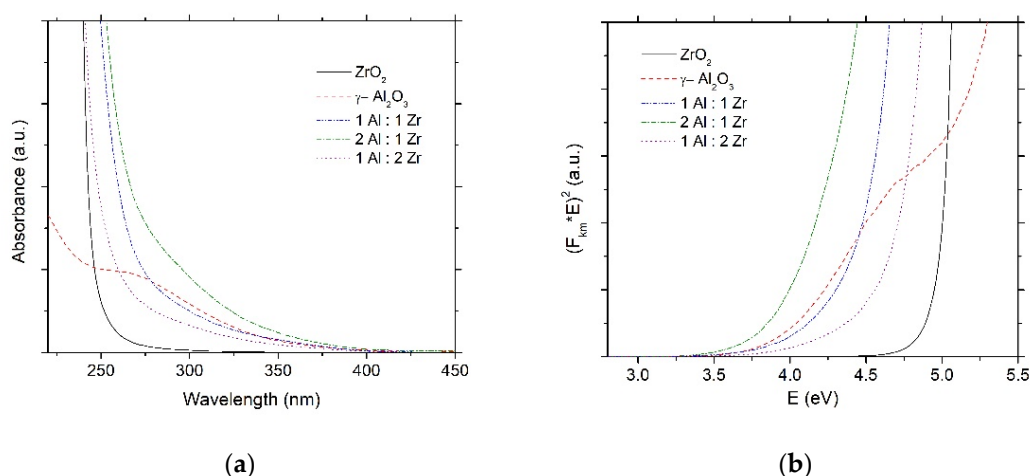 Absorbance (a.u.)
ZrO₂
γ– Al₂O₃
1 Al : 1 Zr
2 Al : 1 Zr
1 Al : 2 Zr
250 300 350 400 450
Wavelength (nm)
(a)
(F_km*E)² (a.u.)
ZrO₂
γ– Al₂O₃
1 Al : 1 Zr
2 Al : 1 Zr
1 Al : 2 Zr
3.0 3.5 4.0 4.5 5.0 5.5
E (eV)
(b)